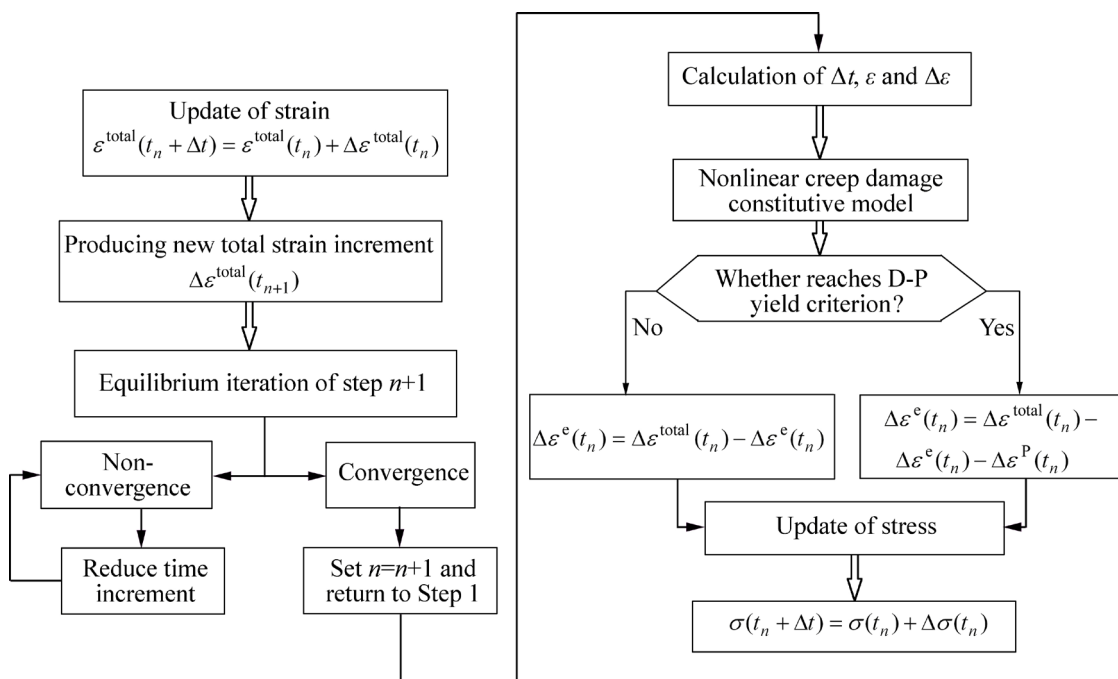 Update of strain
ε^total(t_n + Δt) = ε^total(t_n) + Δε^total(t_n)
Producing new total strain increment
Δε^total(t_{n+1})
Equilibrium iteration of step n+1
Non-
convergence
Convergence
Reduce time
increment
Set n=n+1 and
return to Step 1
Calculation of Δt, ε and Δε
Nonlinear creep damage
constitutive model
Whether reaches D-P
yield criterion?
No
Yes
Δε^e(t_n) = Δε^total(t_n) − Δε^e(t_n)
Δε^e(t_n) = Δε^total(t_n) −
Δε^e(t_n) − Δε^P(t_n)
Update of stress
σ(t_n + Δt) = σ(t_n) + Δσ(t_n)